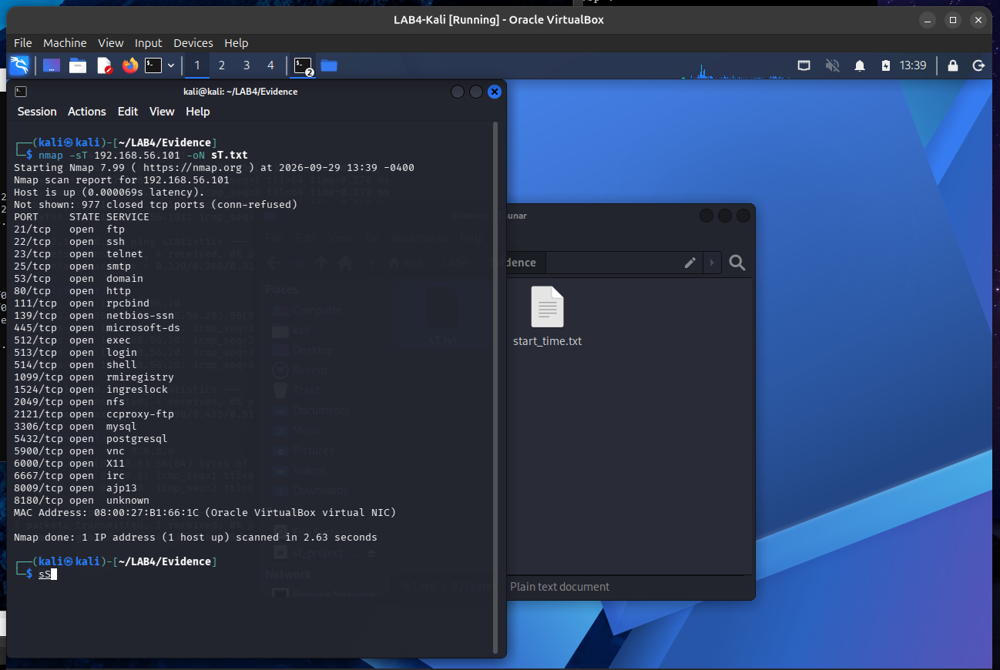 LAB4-Kali [Running] - Oracle VirtualBox
File Machine View Input Devices Help
1 2 3 4 2 13:39
kali@kali: ~/LAB4/Evidence
Session Actions Edit View Help
┌──(kali㉿kali)-[~/LAB4/Evidence]
└─$ nmap -sT 192.168.56.101 -oN sT.txt
Starting Nmap 7.99 ( https://nmap.org ) at 2026-09-29 13:39 -0400
Nmap scan report for 192.168.56.101
Host is up (0.000069s latency).
Not shown: 977 closed tcp ports (conn-refused)
PORT STATE SERVICE
21/tcp open ftp
22/tcp open ssh
23/tcp open telnet
25/tcp open smtp
53/tcp open domain
80/tcp open http
111/tcp open rpcbind
139/tcp open netbios-ssn
445/tcp open microsoft-ds
512/tcp open exec
513/tcp open login
514/tcp open shell
1099/tcp open rmiregistry
1524/tcp open ingreslock
2049/tcp open nfs
2121/tcp open ccproxy-ftp
3306/tcp open mysql
5432/tcp open postgresql
5900/tcp open vnc
6000/tcp open X11
6667/tcp open irc
8009/tcp open ajp13
8180/tcp open unknown
MAC Address: 08:00:27:B1:66:1C (Oracle VirtualBox virtual NIC)
Nmap done: 1 IP address (1 host up) scanned in 2.63 seconds
┌──(kali㉿kali)-[~/LAB4/Evidence]
└─$ sS
File Edit View Go Bookmarks Help
kali LAB4
Places
Computer
kali
Desktop
Recent
Trash
Documents
Music
Pictures
Videos
Downloads
Network
Browse Network
sT.txt
start_time.txt
Plain text document